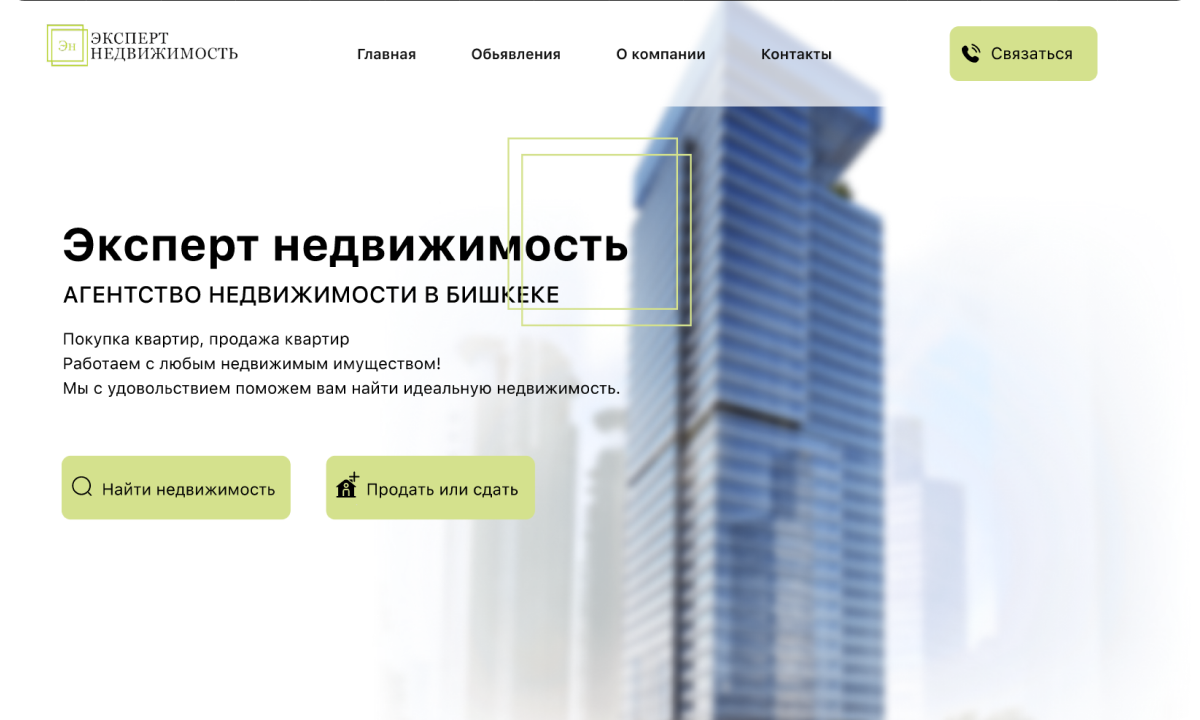 Эн
ЭКСПЕРТ
НЕДВИЖИМОСТЬ
Главная
Обьявления
О компании
Контакты
Связаться
Эксперт недвижимость
АГЕНТСТВО НЕДВИЖИМОСТИ В БИШКЕКЕ
Покупка квартир, продажа квартир
Работаем с любым недвижимым имуществом!
Мы с удовольствием поможем вам найти идеальную недвижимость.
Найти недвижимость
Продать или сдать